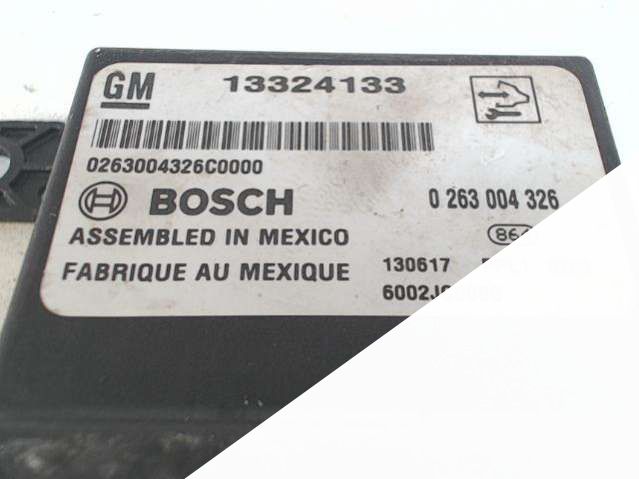 GM 13324133
0263004326C0000
BOSCH 0 263 004 326
ASSEMBLED IN MEXICO
FABRIQUE AU MEXIQUE 130617